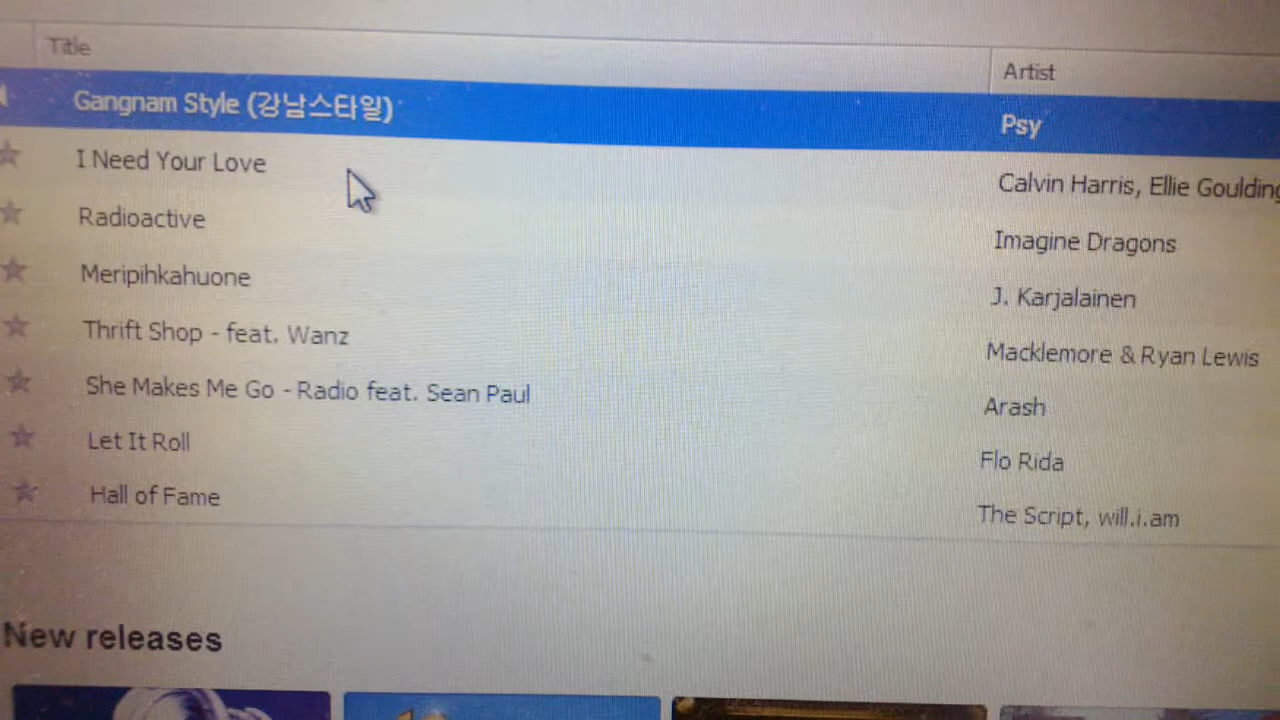 Title Artist
Gangnam Style (강남스타일) Psy
I Need Your Love Calvin Harris, Ellie Goulding
Radioactive Imagine Dragons
Meripihkahuone J. Karjalainen
Thrift Shop - feat. Wanz Macklemore & Ryan Lewis
She Makes Me Go - Radio feat. Sean Paul Arash
Let It Roll Flo Rida
Hall of Fame The Script, will.i.am
New releases